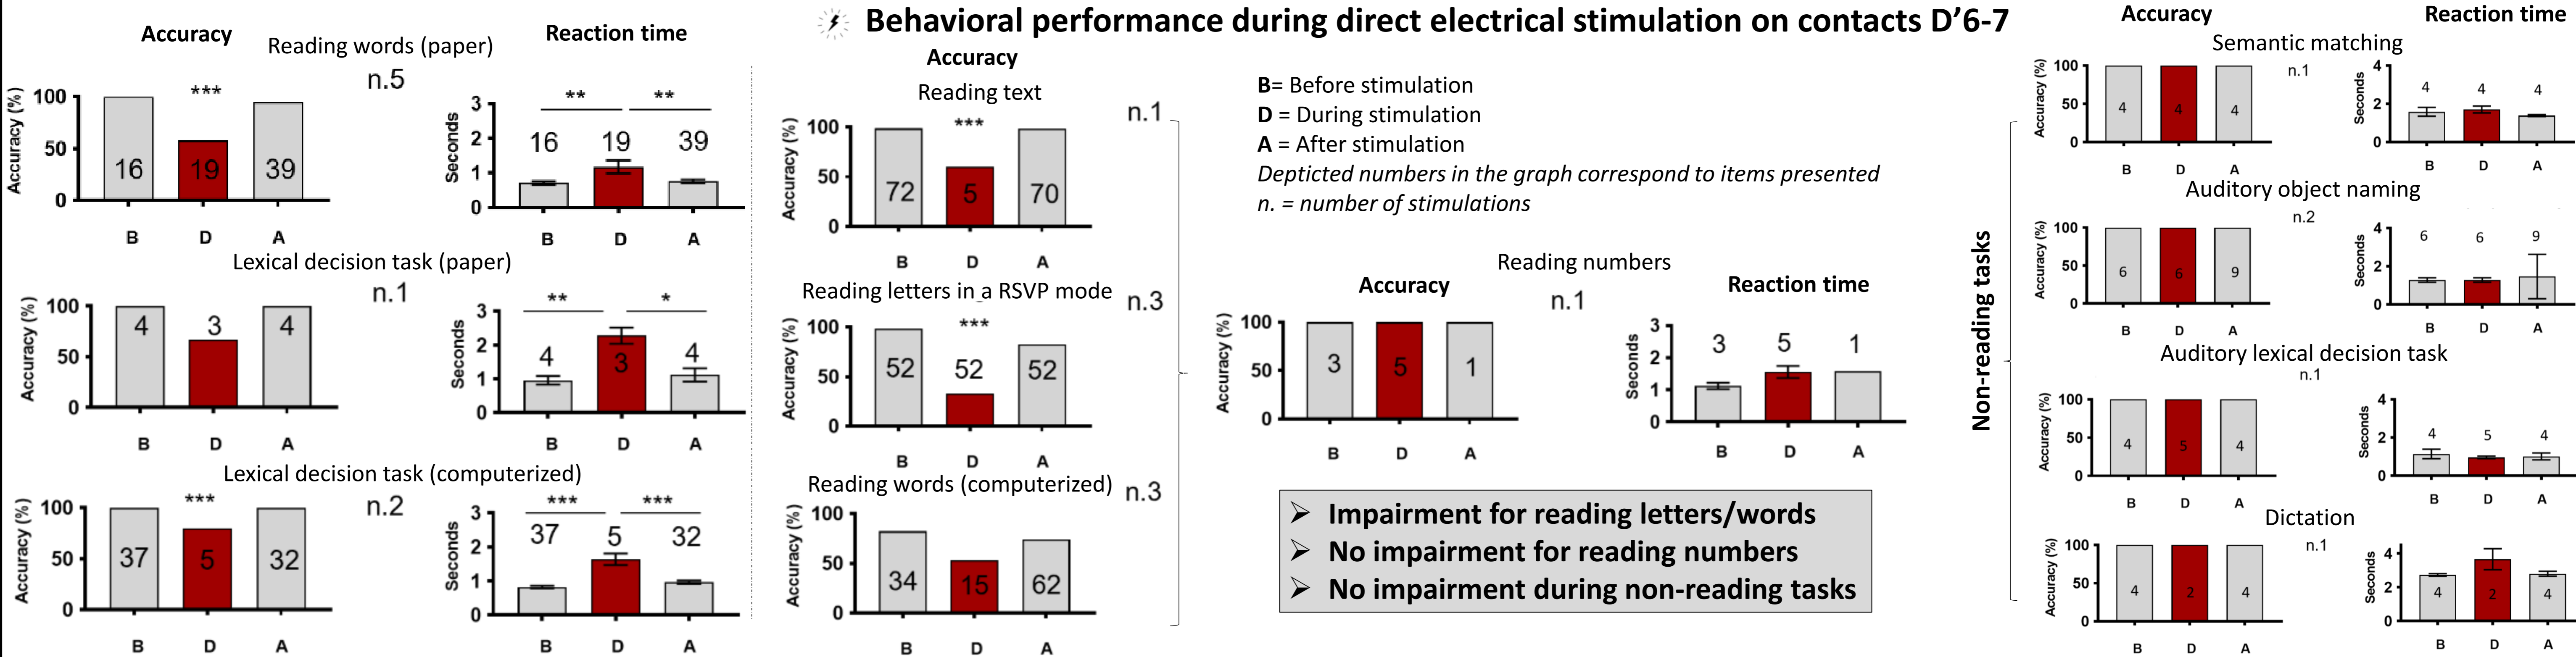 Behavioral performance during direct electrical stimulation on contacts D’6-7
Accuracy
Reaction time
Reading words (paper)
n.5
Accuracy (%)
100
50
0
***
16
19
39
B
D
A
Seconds
3
2
1
0
**
**
16
19
39
B
D
A
Lexical decision task (paper)
n.1
Accuracy (%)
100
50
0
4
3
4
B
D
A
Seconds
3
2
1
0
**
*
4
3
4
B
D
A
Lexical decision task (computerized)
n.2
Accuracy (%)
100
50
0
***
37
5
32
B
D
A
Seconds
3
2
1
0
***
***
37
5
32
B
D
A
Accuracy
Reading text
n.1
Accuracy (%)
100
50
0
***
72
5
70
B
D
A
Reading letters in a RSVP mode
n.3
Accuracy (%)
100
50
0
***
52
52
52
B
D
A
Reading words (computerized)
n.3
Accuracy (%)
100
50
0
34
15
62
B
D
A
B= Before stimulation
D = During stimulation
A = After stimulation
Depticted numbers in the graph correspond to items presented
n. = number of stimulations
Reading numbers
Accuracy
n.1
Reaction time
Accuracy (%)
100
50
0
3
5
1
B
D
A
Seconds
3
2
1
0
3
5
1
B
D
A
➢ Impairment for reading letters/words
➢ No impairment for reading numbers
➢ No impairment during non-reading tasks
Non-reading tasks
Accuracy
Reaction time
Semantic matching
n.1
Accuracy (%)
100
50
0
4
4
4
B
D
A
Seconds
4
2
0
4
4
4
B
D
A
Auditory object naming
n.2
Accuracy (%)
100
50
0
6
6
9
B
D
A
Seconds
4
2
0
6
6
9
B
D
A
Auditory lexical decision task
n.1
Accuracy (%)
100
50
0
4
5
4
B
D
A
Seconds
4
2
0
4
5
4
B
D
A
Dictation
n.1
Accuracy (%)
100
50
0
4
2
4
B
D
A
Seconds
4
2
0
4
2
4
B
D
A